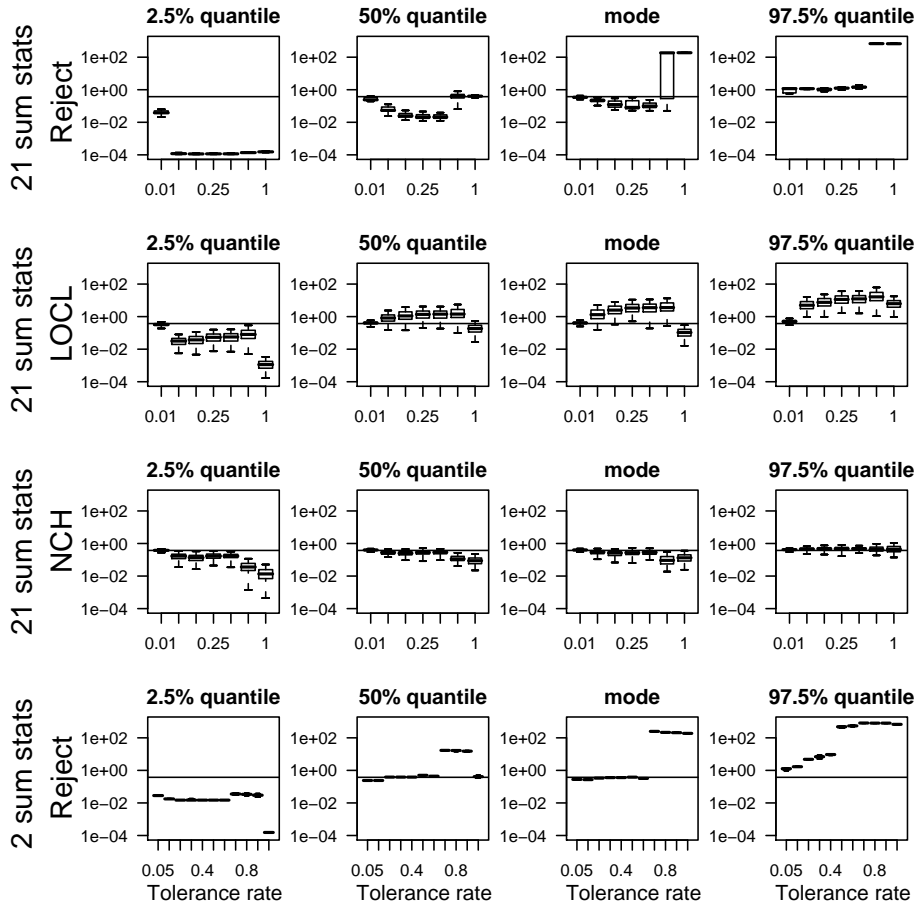 2.5% quantile 50% quantile mode 97.5% quantile
21 sum stats
Reject
1e+02 1e+02 1e+02 1e+02
1e+00 1e+00 1e+00 1e+00
1e−02 1e−02 1e−02 1e−02
1e−04 1e−04 1e−04 1e−04
0.01 0.25 1 0.01 0.25 1 0.01 0.25 1 0.01 0.25 1
2.5% quantile 50% quantile mode 97.5% quantile
21 sum stats
LOCL
1e+02 1e+02 1e+02 1e+02
1e+00 1e+00 1e+00 1e+00
1e−02 1e−02 1e−02 1e−02
1e−04 1e−04 1e−04 1e−04
0.01 0.25 1 0.01 0.25 1 0.01 0.25 1 0.01 0.25 1
2.5% quantile 50% quantile mode 97.5% quantile
21 sum stats
NCH
1e+02 1e+02 1e+02 1e+02
1e+00 1e+00 1e+00 1e+00
1e−02 1e−02 1e−02 1e−02
1e−04 1e−04 1e−04 1e−04
0.01 0.25 1 0.01 0.25 1 0.01 0.25 1 0.01 0.25 1
2.5% quantile 50% quantile mode 97.5% quantile
2 sum stats
Reject
1e+02 1e+02 1e+02 1e+02
1e+00 1e+00 1e+00 1e+00
1e−02 1e−02 1e−02 1e−02
1e−04 1e−04 1e−04 1e−04
0.05 0.4 0.8 0.05 0.4 0.8 0.05 0.4 0.8 0.05 0.4 0.8
Tolerance rate Tolerance rate Tolerance rate Tolerance rate